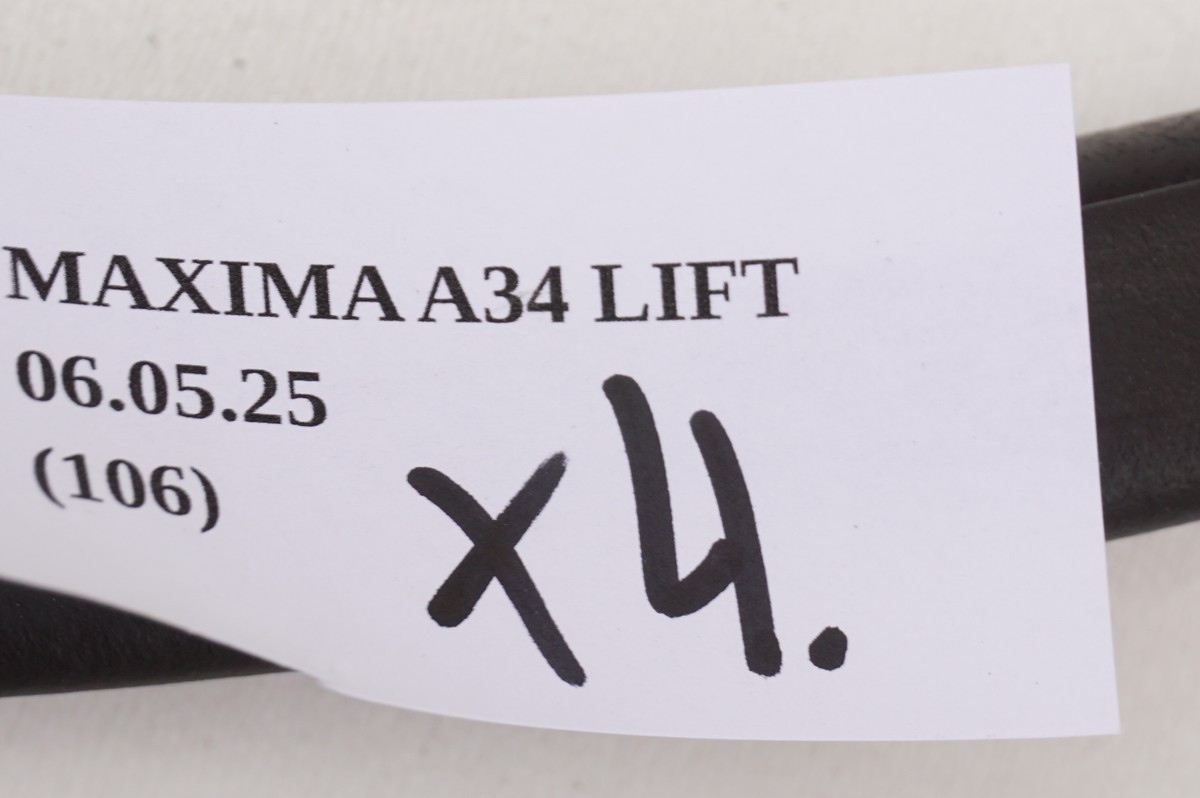 MAXIMA A34 LIFT
06.05.25
(106)
x4.